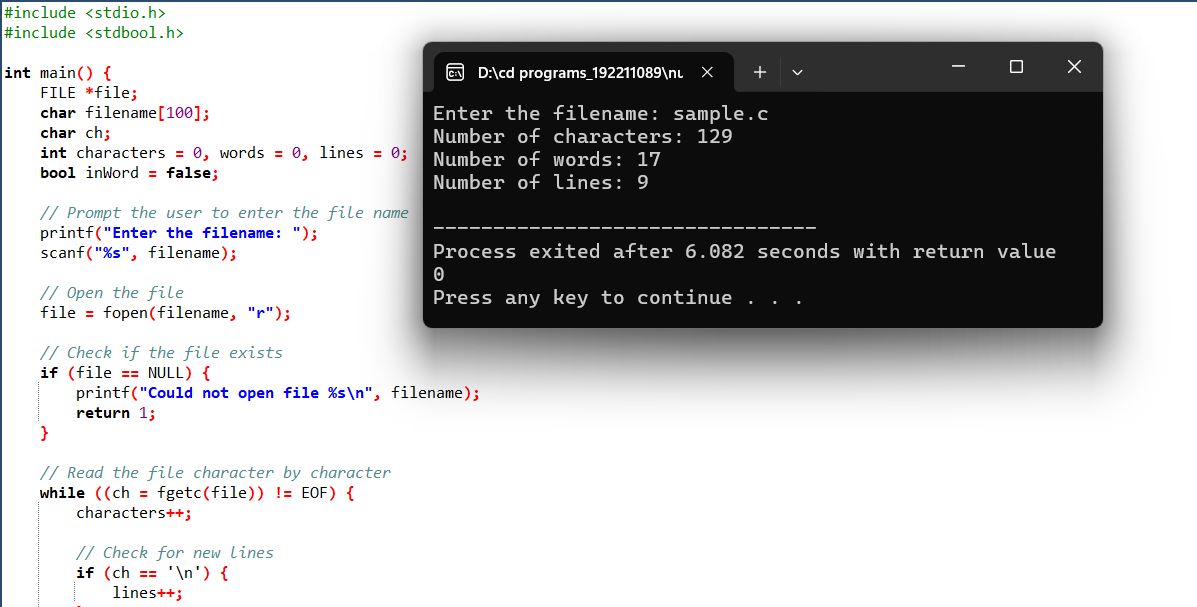 #include <stdio.h>
#include <stdbool.h>
int main() {
FILE *file;
char filename[100];
char ch;
int characters = 0, words = 0, lines = 0;
bool inWord = false;
// Prompt the user to enter the file name
printf("Enter the filename: ");
scanf("%s", filename);
// Open the file
file = fopen(filename, "r");
// Check if the file exists
if (file == NULL) {
printf("Could not open file %s\n", filename);
return 1;
}
// Read the file character by character
while ((ch = fgetc(file)) != EOF) {
characters++;
// Check for new lines
if (ch == '\n') {
lines++;
D:\cd programs_192211089\nu
Enter the filename: sample.c
Number of characters: 129
Number of words: 17
Number of lines: 9
--------------------------------
Process exited after 6.082 seconds with return value
0
Press any key to continue . . .